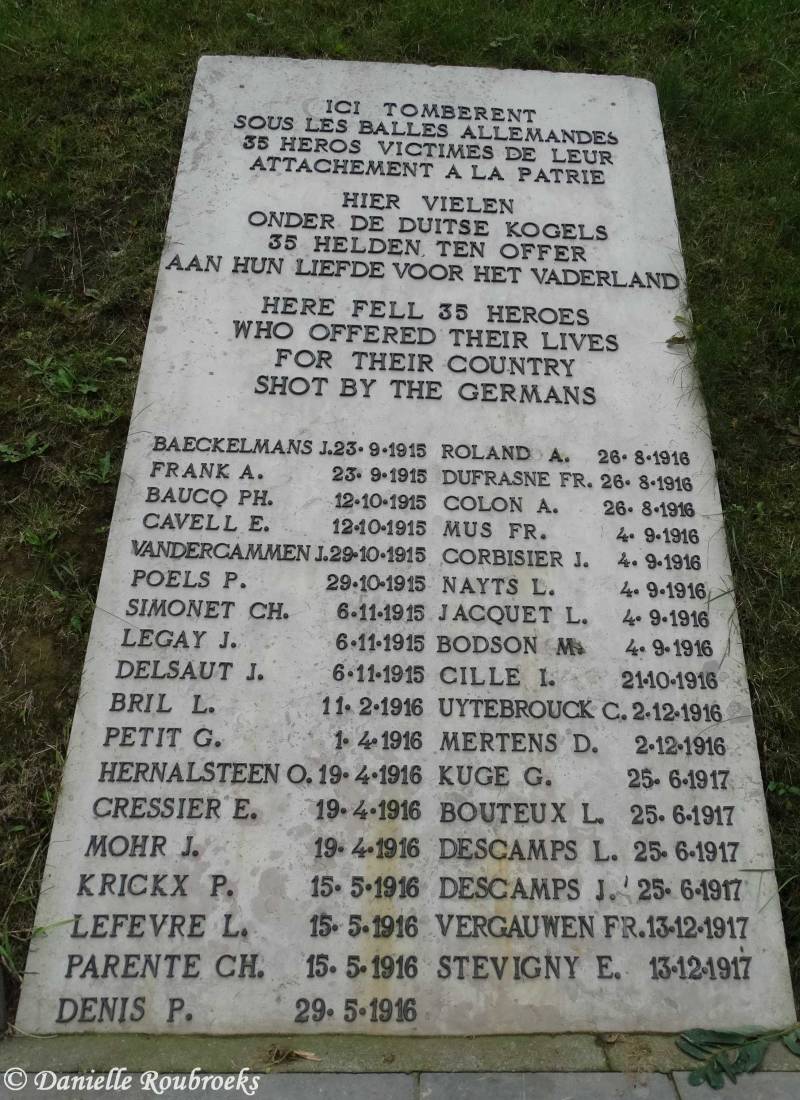 ICI TOMBERENT
SOUS LES BALLES ALLEMANDES
35 HEROS VICTIMES DE LEUR
ATTACHEMENT A LA PATRIE
HIER VIELEN
ONDER DE DUITSE KOGELS
35 HELDEN TEN OFFER
AAN HUN LIEFDE VOOR HET VADERLAND
HERE FELL 35 HEROES
WHO OFFERED THEIR LIVES
FOR THEIR COUNTRY
SHOT BY THE GERMANS
BAECKELMANS J. 23·9·1915
FRANK A. 23·9·1915
BAUCQ PH. 12·10·1915
CAVELL E. 12·10·1915
VANDERCAMMEN J. 29·10·1915
POELS P. 29·10·1915
SIMONET CH. 6·11·1915
LEGAY J. 6·11·1915
DELSAUT J. 6·11·1915
BRIL L. 11·2·1916
PETIT G. 1·4·1916
HERNALSTEEN O. 19·4·1916
CRESSIER E. 19·4·1916
MOHR J. 19·4·1916
KRICKX P. 15·5·1916
LEFEVRE L. 15·5·1916
PARENTE CH. 15·5·1916
DENIS P. 29·5·1916
ROLAND A. 26·8·1916
DUFRASNE FR. 26·8·1916
COLON A. 26·8·1916
MUS FR. 4·9·1916
CORBISIER J. 4·9·1916
NAYTS L. 4·9·1916
JACQUET L. 4·9·1916
BODSON M. 4·9·1916
CILLE I. 21·10·1916
UYTEBROUCK C. 2·12·1916
MERTENS D. 2·12·1916
KUGE G. 25·6·1917
BOUTEUX L. 25·6·1917
DESCAMPS L. 25·6·1917
DESCAMPS J. 25·6·1917
VERGAUWEN FR. 13·12·1917
STEVIGNY E. 13·12·1917
© Danielle Roubroeks